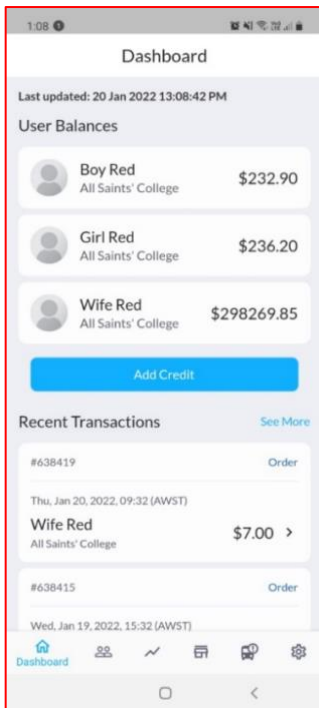 1:08
Dashboard
Last updated: 20 Jan 2022 13:08:42 PM
User Balances
Boy Red
All Saints' College
$232.90
Girl Red
All Saints' College
$236.20
Wife Red
All Saints' College
$298269.85
Add Credit
Recent Transactions
See More
#638419
Order
Thu, Jan 20, 2022, 09:32 (AWST)
Wife Red
All Saints' College
$7.00
#638415
Order
Wed, Jan 19, 2022, 15:32 (AWST)
Dashboard